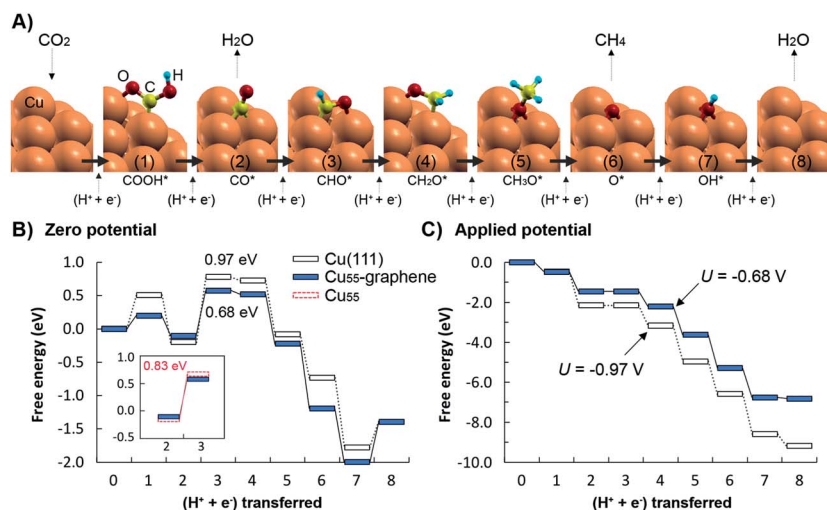 A)
CO2 H2O CH4 H2O
O C H
Cu
(1) (2) (3) (4) (5) (6) (7) (8)
COOH* CO* CHO* CH2O* CH3O* O* OH*
(H+ + e-) (H+ + e-) (H+ + e-) (H+ + e-) (H+ + e-) (H+ + e-) (H+ + e-) (H+ + e-)
B) Zero potential
Free energy (eV)
1.0
0.5
0.0
-0.5
-1.0
-1.5
-2.0
0.97 eV
0.68 eV
Cu(111)
Cu55-graphene
Cu55
0.83 eV
1.0
0.5
0.0
-0.5
2 3
0 1 2 3 4 5 6 7 8
(H+ + e-) transferred
C) Applied potential
Free energy (eV)
0.0
-2.0
-4.0
-6.0
-8.0
-10.0
U = -0.68 V
U = -0.97 V
0 1 2 3 4 5 6 7 8
(H+ + e-) transferred